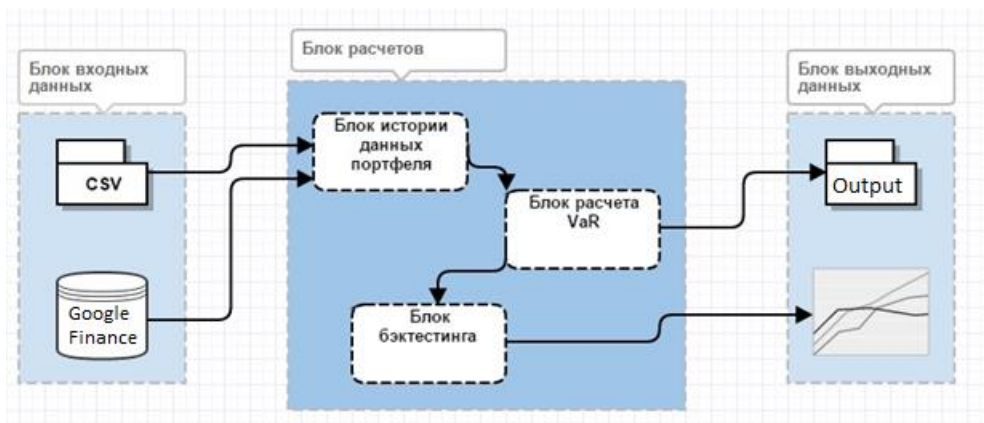 Блок входных
данных
CSV
Google
Finance
Блок расчетов
Блок истории
данных
портфеля
Блок расчета
VaR
Блок
бэктестинга
Блок выходных
данных
Output